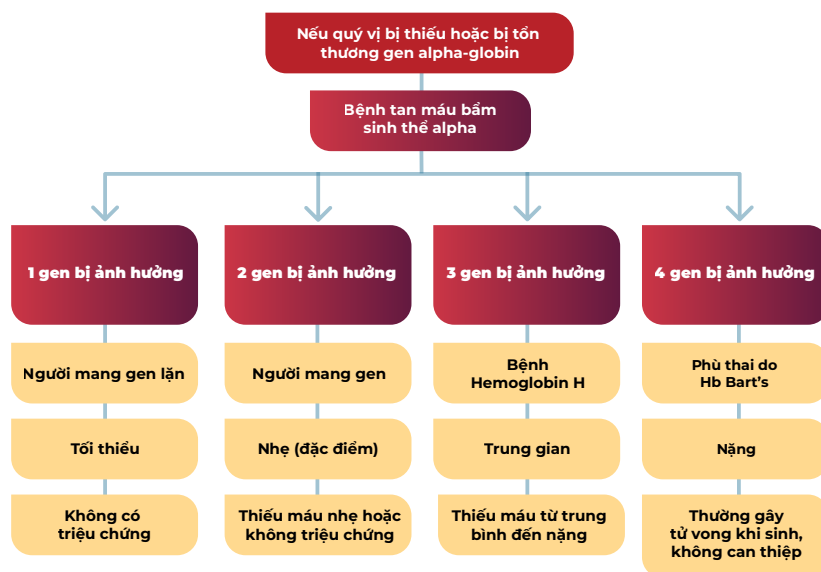 Nếu quý vị bị thiếu hoặc bị tổn
thương gen alpha-globin
Bệnh tan máu bẩm
sinh thể alpha
1 gen bị ảnh hưởng
2 gen bị ảnh hưởng
3 gen bị ảnh hưởng
4 gen bị ảnh hưởng
Người mang gen lặn
Người mang gen
Bệnh
Hemoglobin H
Phù thai do
Hb Bart's
Tối thiểu
Nhẹ (đặc điểm)
Trung gian
Nặng
Không có
triệu chứng
Thiếu máu nhẹ hoặc
không triệu chứng
Thiếu máu từ trung
bình đến nặng
Thường gây
tử vong khi sinh,
không can thiệp